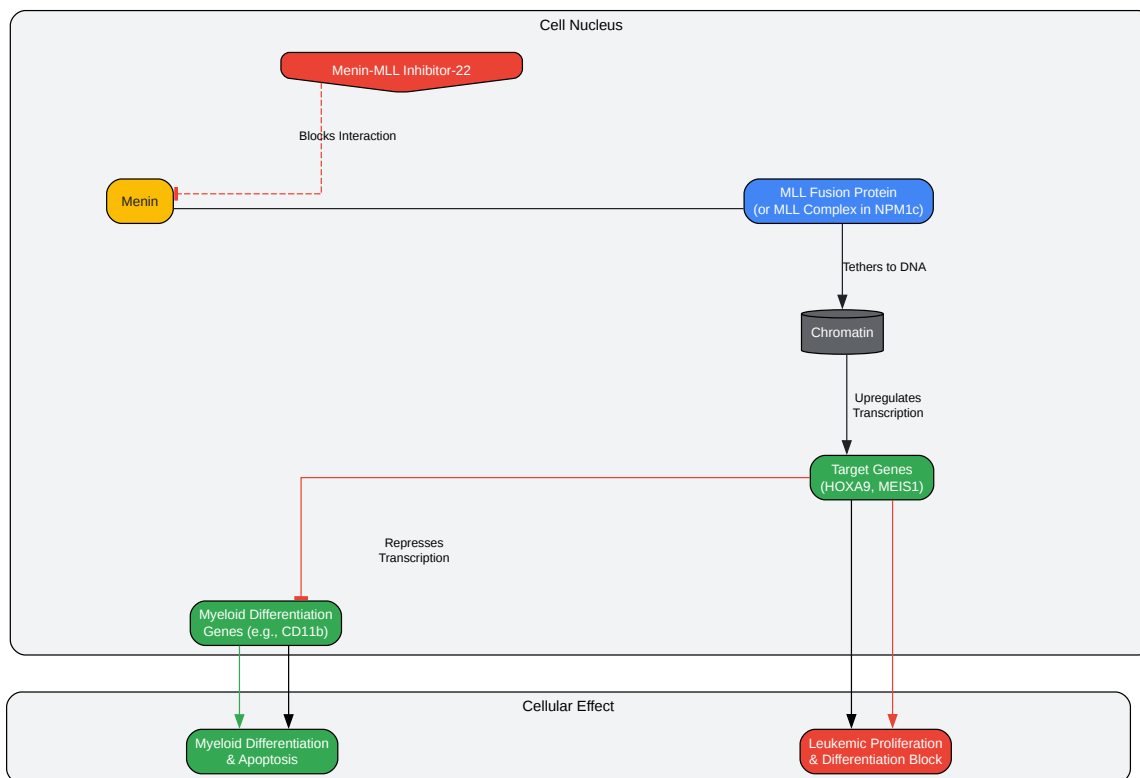 Cell Nucleus
Menin-MLL Inhibitor-22
Blocks Interaction
Menin
MLL Fusion Protein
(or MLL Complex in NPM1c)
Tethers to DNA
Chromatin
Upregulates
Transcription
Target Genes
(HOXA9, MEIS1)
Represses
Transcription
Myeloid Differentiation
Genes (e.g., CD11b)
Cellular Effect
Myeloid Differentiation
& Apoptosis
Leukemic Proliferation
& Differentiation Block